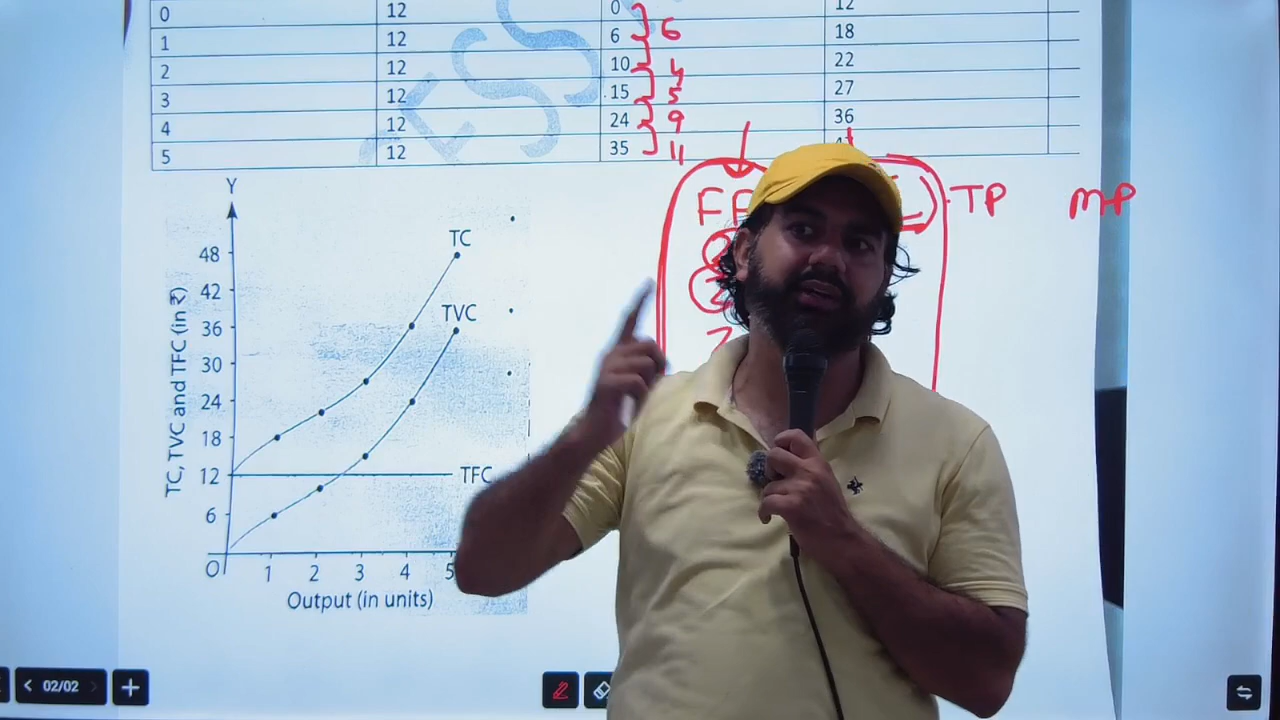 0 12 0 12
1 12 6 6 18
2 12 10 4 22
3 12 15 5 27
4 12 24 9 36
5 12 35 11
TP MP
Y
TC, TVC and TFC (in ₹)
48
42
36
30
24
18
12
6
TC
TVC
TFC
O 1 2 3 4 5
Output (in units)
02/02